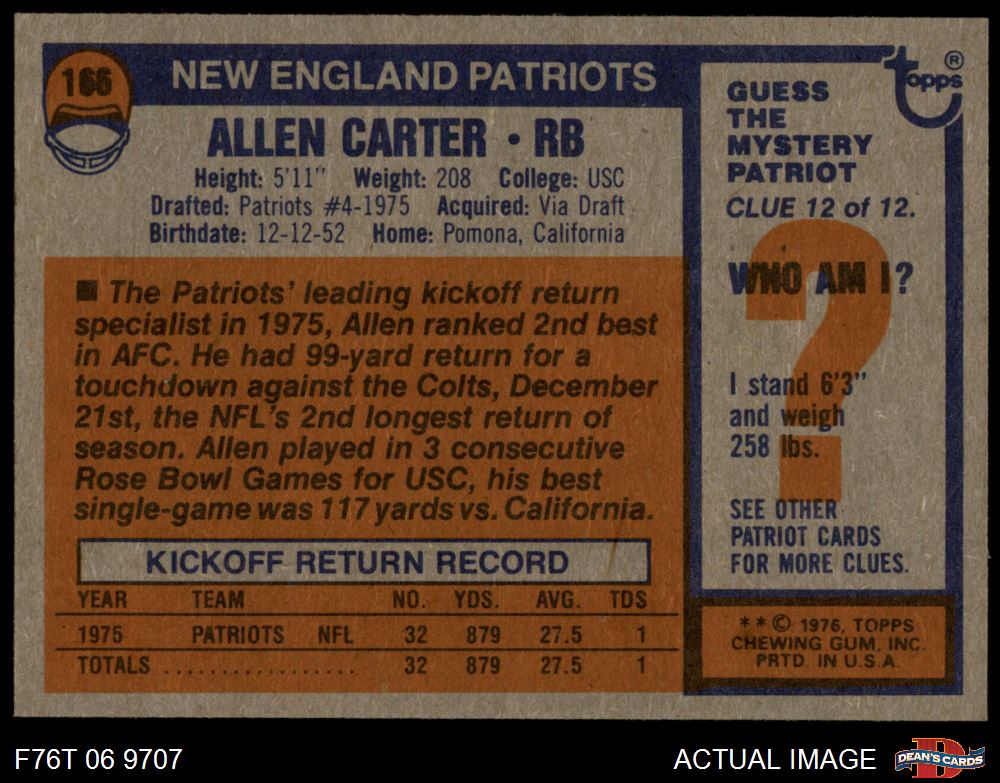 166
NEW ENGLAND PATRIOTS
ALLEN CARTER • RB
Height: 5'11" Weight: 208 College: USC
Drafted: Patriots #4-1975 Acquired: Via Draft
Birthdate: 12-12-52 Home: Pomona, California
■ The Patriots' leading kickoff return
specialist in 1975, Allen ranked 2nd best
in AFC. He had 99-yard return for a
touchdown against the Colts, December
21st, the NFL's 2nd longest return of
season. Allen played in 3 consecutive
Rose Bowl Games for USC, his best
single-game was 117 yards vs. California.
KICKOFF RETURN RECORD
YEAR TEAM NO. YDS. AVG. TDS
1975 PATRIOTS NFL 32 879 27.5 1
TOTALS ................ 32 879 27.5 1
topps ®
GUESS
THE
MYSTERY
PATRIOT
CLUE 12 of 12.
?
WHO AM I?
I stand 6'3"
and weigh
258 lbs.
SEE OTHER
PATRIOT CARDS
FOR MORE CLUES.
* * © 1976, TOPPS
CHEWING GUM, INC.
PRTD. IN U.S.A.
F76T 06 9707
ACTUAL IMAGE
D
DEAN'S CARDS